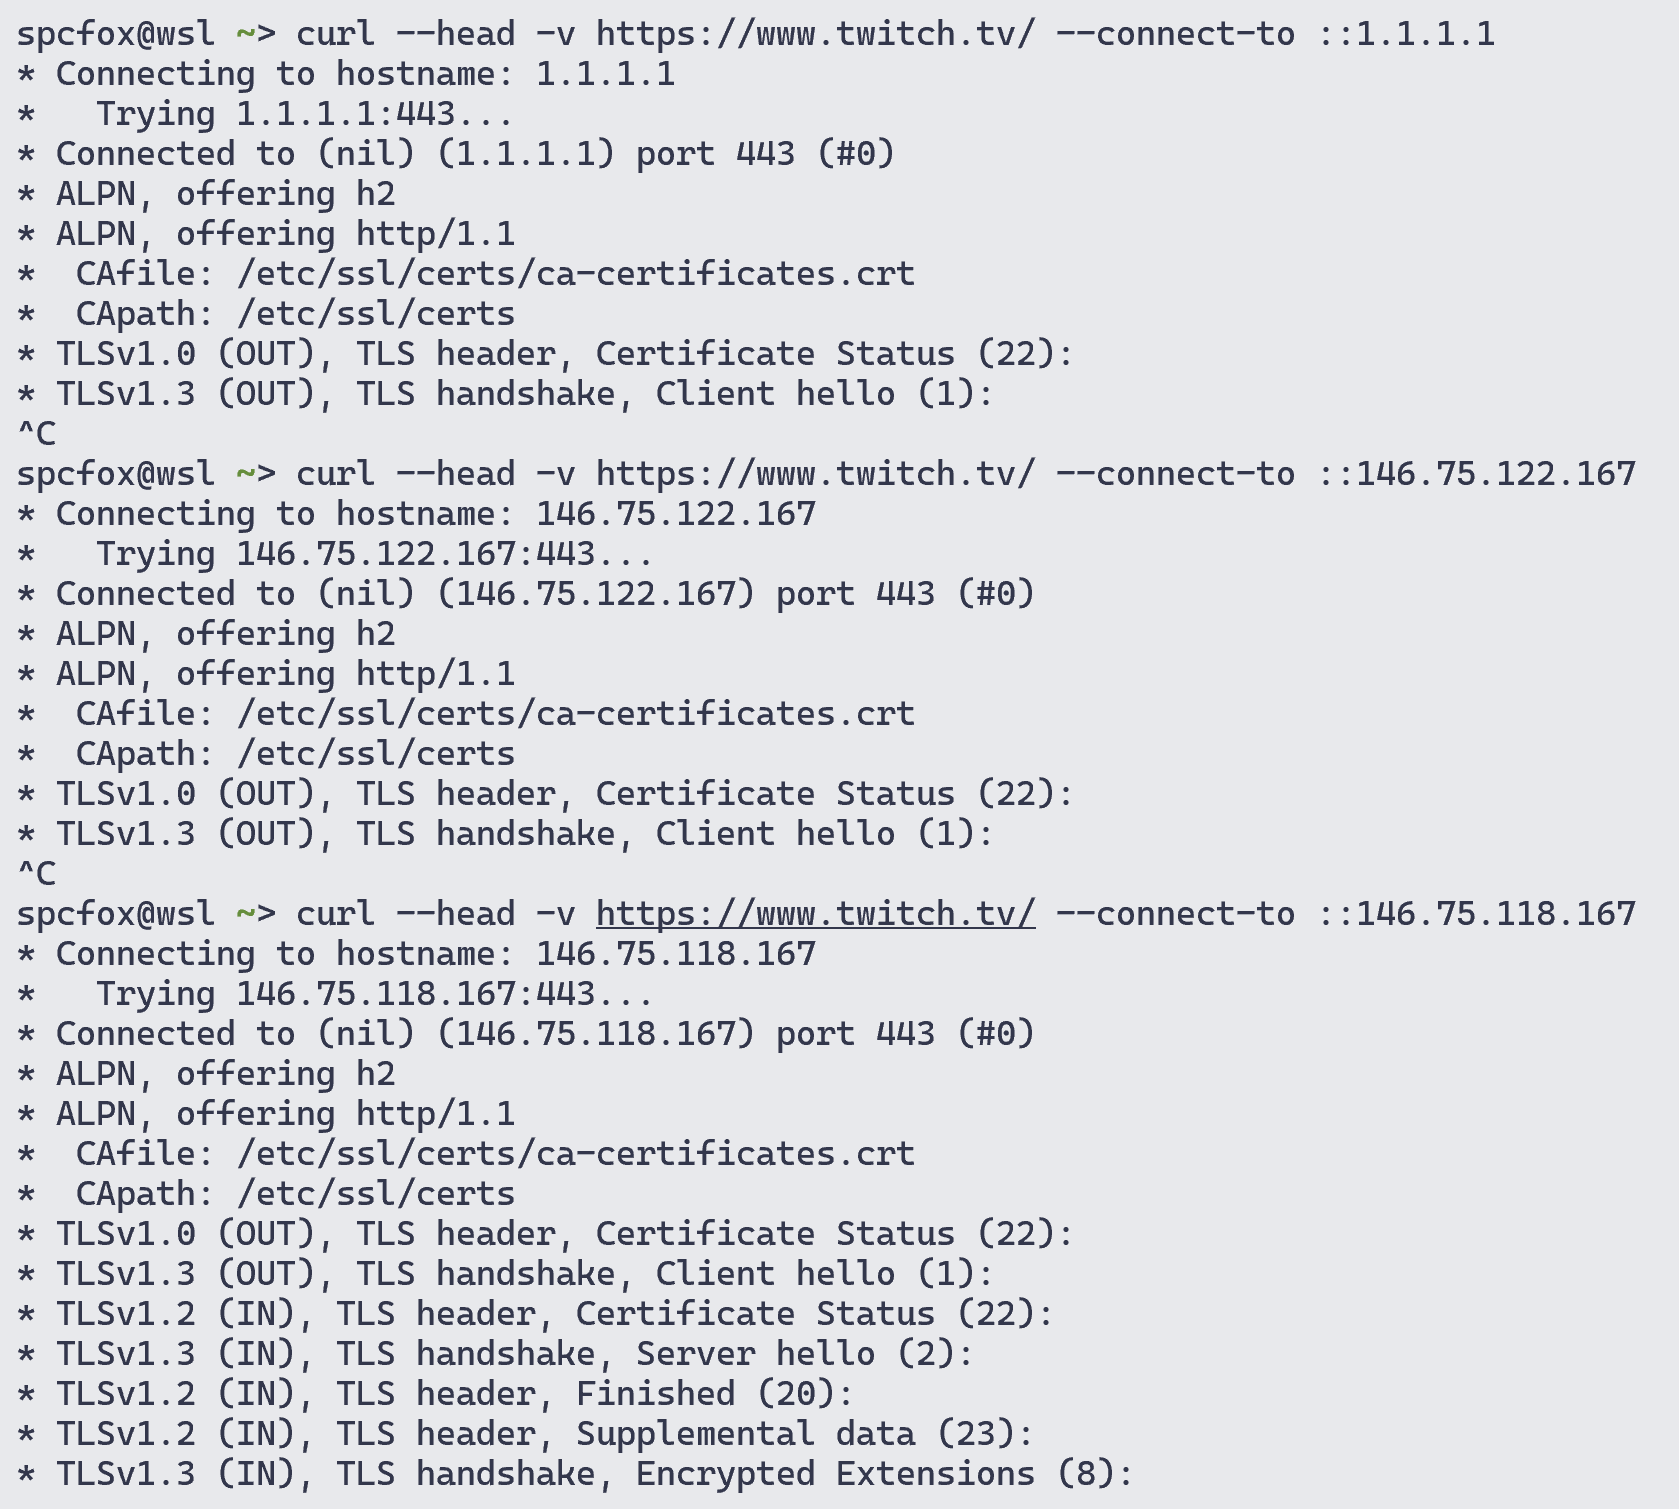 spcfox@wsl ~> curl --head -v https://www.twitch.tv/ --connect-to ::1.1.1.1
* Connecting to hostname: 1.1.1.1
*   Trying 1.1.1.1:443...
* Connected to (nil) (1.1.1.1) port 443 (#0)
* ALPN, offering h2
* ALPN, offering http/1.1
*  CAfile: /etc/ssl/certs/ca-certificates.crt
*  CApath: /etc/ssl/certs
* TLSv1.0 (OUT), TLS header, Certificate Status (22):
* TLSv1.3 (OUT), TLS handshake, Client hello (1):
^C
spcfox@wsl ~> curl --head -v https://www.twitch.tv/ --connect-to ::146.75.122.167
* Connecting to hostname: 146.75.122.167
*   Trying 146.75.122.167:443...
* Connected to (nil) (146.75.122.167) port 443 (#0)
* ALPN, offering h2
* ALPN, offering http/1.1
*  CAfile: /etc/ssl/certs/ca-certificates.crt
*  CApath: /etc/ssl/certs
* TLSv1.0 (OUT), TLS header, Certificate Status (22):
* TLSv1.3 (OUT), TLS handshake, Client hello (1):
^C
spcfox@wsl ~> curl --head -v https://www.twitch.tv/ --connect-to ::146.75.118.167
* Connecting to hostname: 146.75.118.167
*   Trying 146.75.118.167:443...
* Connected to (nil) (146.75.118.167) port 443 (#0)
* ALPN, offering h2
* ALPN, offering http/1.1
*  CAfile: /etc/ssl/certs/ca-certificates.crt
*  CApath: /etc/ssl/certs
* TLSv1.0 (OUT), TLS header, Certificate Status (22):
* TLSv1.3 (OUT), TLS handshake, Client hello (1):
* TLSv1.2 (IN), TLS header, Certificate Status (22):
* TLSv1.3 (IN), TLS handshake, Server hello (2):
* TLSv1.2 (IN), TLS header, Finished (20):
* TLSv1.2 (IN), TLS header, Supplemental data (23):
* TLSv1.3 (IN), TLS handshake, Encrypted Extensions (8):